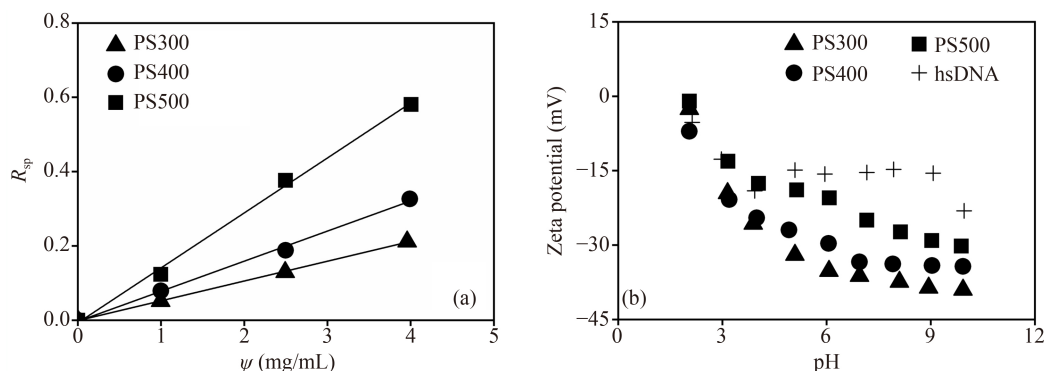 0.8
0.6
0.4
0.2
0.0
R_sp
PS300
PS400
PS500
(a)
0 1 2 3 4 5
ψ (mg/mL)
15
0
−15
−30
−45
Zeta potential (mV)
PS300 PS500
PS400 hsDNA
(b)
0 3 6 9 12
pH